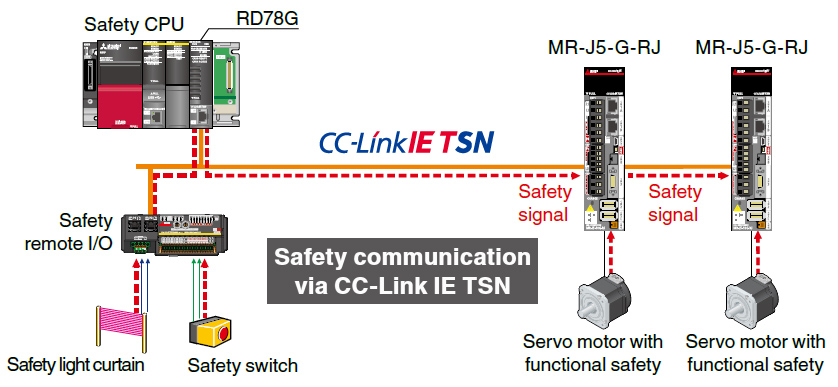 Safety CPU
RD78G
MR-J5-G-RJ
MR-J5-G-RJ
CC-Link IE TSN
Safety
signal
Safety
signal
Safety
remote I/O
Safety communication
via CC-Link IE TSN
Safety light curtain
Safety switch
Servo motor with
functional safety
Servo motor with
functional safety